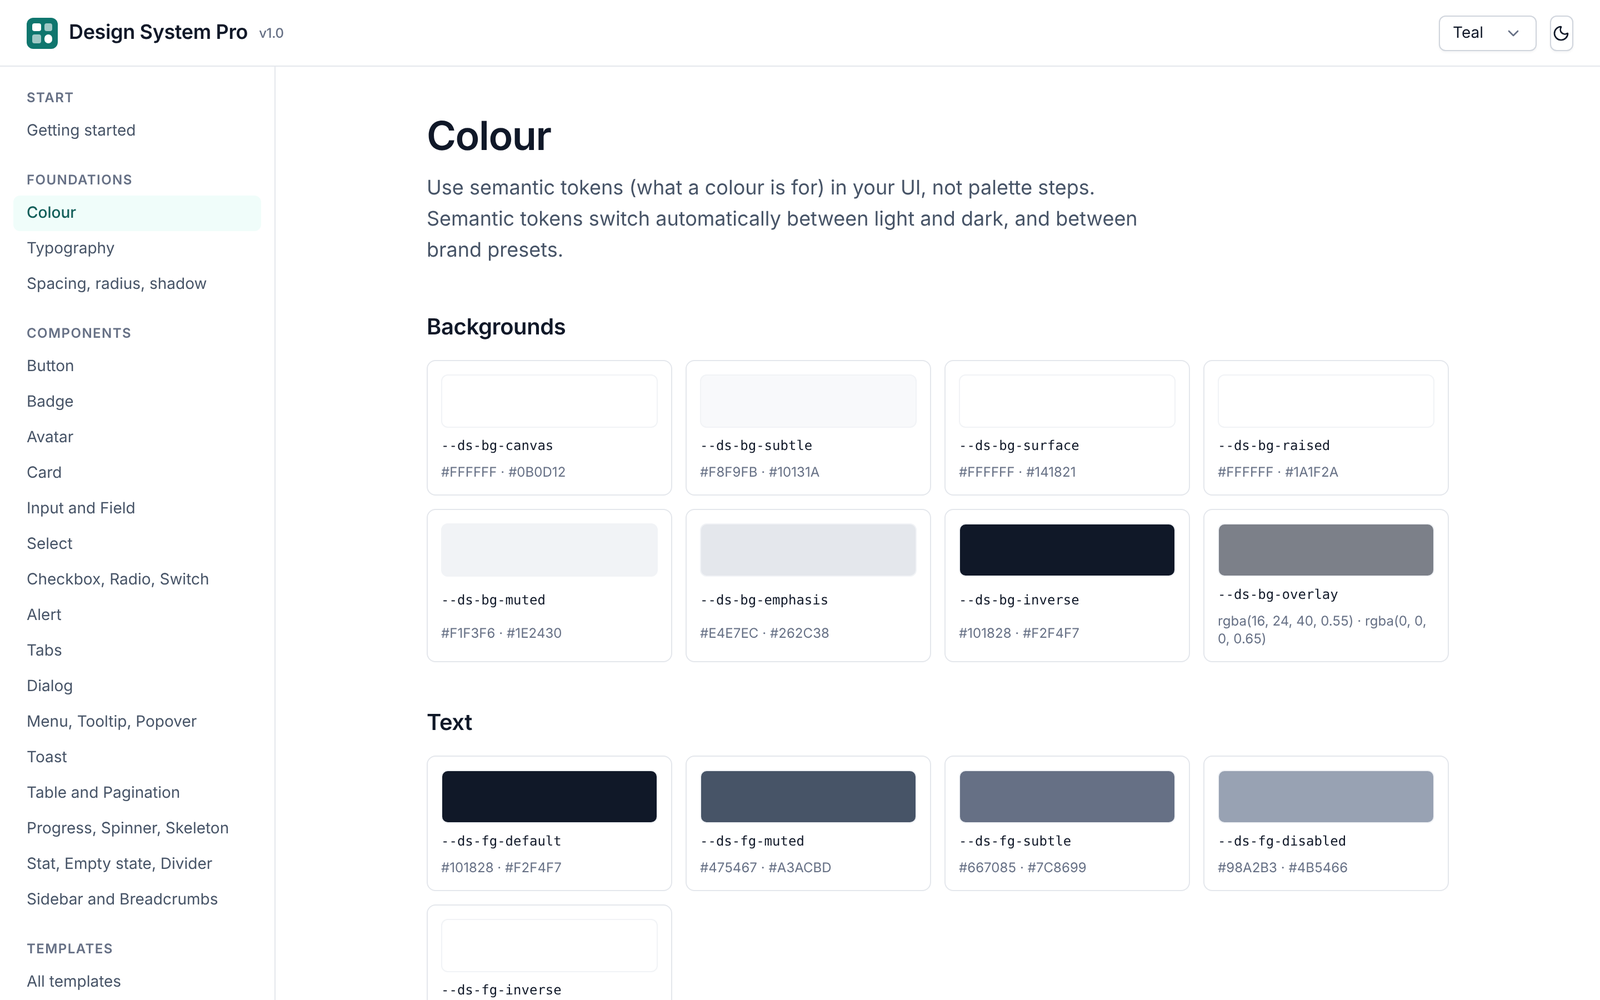 Design System Pro v1.0
Teal
START
Getting started
FOUNDATIONS
Colour
Typography
Spacing, radius, shadow
COMPONENTS
Button
Badge
Avatar
Card
Input and Field
Select
Checkbox, Radio, Switch
Alert
Tabs
Dialog
Menu, Tooltip, Popover
Toast
Table and Pagination
Progress, Spinner, Skeleton
Stat, Empty state, Divider
Sidebar and Breadcrumbs
TEMPLATES
All templates
Colour
Use semantic tokens (what a colour is for) in your UI, not palette steps.
Semantic tokens switch automatically between light and dark, and between
brand presets.
Backgrounds
--ds-bg-canvas
#FFFFFF · #0B0D12
--ds-bg-subtle
#F8F9FB · #10131A
--ds-bg-surface
#FFFFFF · #141821
--ds-bg-raised
#FFFFFF · #1A1F2A
--ds-bg-muted
#F1F3F6 · #1E2430
--ds-bg-emphasis
#E4E7EC · #262C38
--ds-bg-inverse
#101828 · #F2F4F7
--ds-bg-overlay
rgba(16, 24, 40, 0.55) · rgba(0, 0,
0, 0.65)
Text
--ds-fg-default
#101828 · #F2F4F7
--ds-fg-muted
#475467 · #A3ACBD
--ds-fg-subtle
#667085 · #7C8699
--ds-fg-disabled
#98A2B3 · #4B5466
--ds-fg-inverse